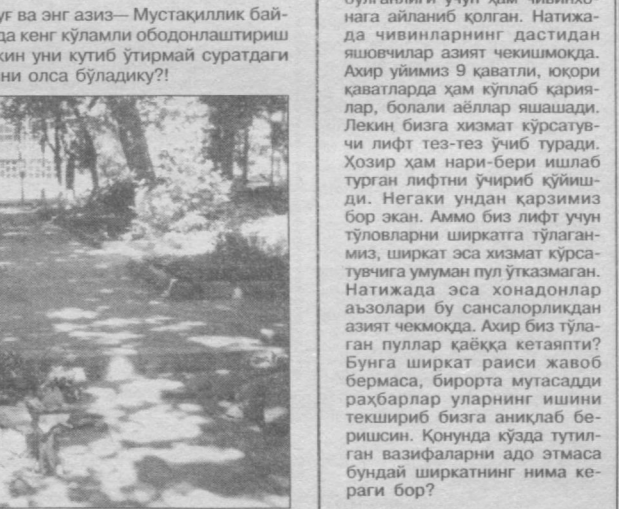 ва энг азиз— Мустақиллик бай-
да кенг кўламли ободонлаштириш
уни кутиб ўтирмай суратдаги
ни олса бўладику?!
учун ҳам
нага айланиб қолган. Натижа-
да чивинларнинг дастидан
яшовчилар азият чекишмоқда.
Ахир уйимиз 9 қаватли, юқори
қаватларда ҳам кўплаб қария-
лар, болали аёллар яшашади.
Лекин бизга хизмат кўрсатув-
чи лифт тез-тез ўчиб туради.
Ҳозир ҳам нари-бери ишлаб
турган лифтни ўчириб қўйиш-
ди. Негаки ундан қарзимиз
бор экан. Аммо биз лифт учун
тўловларни ширкатга тўлаган-
миз, ширкат эса хизмат кўрса-
тувчига умуман пул ўтказмаган.
Натижада эса хонадонлар
аъзолари бу сансалорликдан
азият чекмоқда. Ахир биз тўла-
ган пуллар қаёққа кетаяпти?
Бунга ширкат раиси жавоб
бермаса, бирорта мутасадди
раҳбарлар уларнинг ишини
текшириб бизга аниқлаб бе-
ришсин. Қонунда кўзда тутил-
ган вазифаларни адо этмаса
бундай ширкатнинг нима ке-
раги бор?